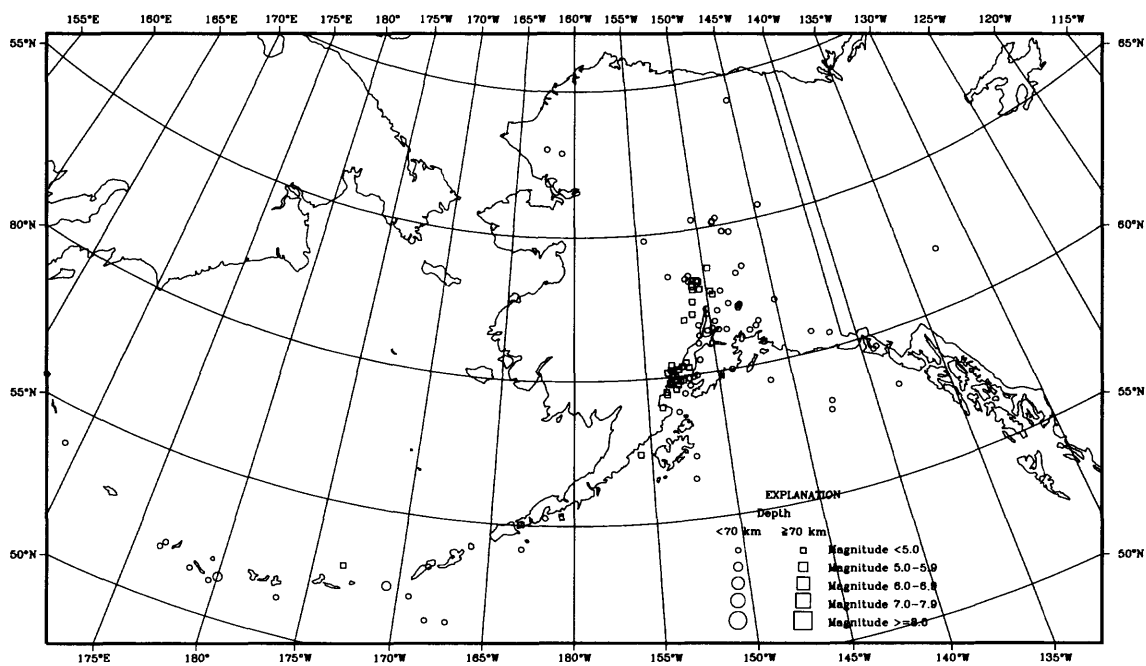 155°E 160°E 165°E 170°E 175°E 180°W 175°W 170°W 165°W 160°W 155°W 150°W 145°W 140°W 135°W 130°W 125°W 120°W 115°W
55°N 65°N
60°N 60°N
55°N 55°N
EXPLANATION
Depth
<70 km ≧70 km
Magnitude <5.0
50°N 50°N
Magnitude 5.0-5.9
Magnitude 6.0-6.9
Magnitude 7.0-7.9
Magnitude >=8.0
175°E 180°W 175°W 170°W 165°W 160°W 155°W 150°W 145°W 140°W 135°W